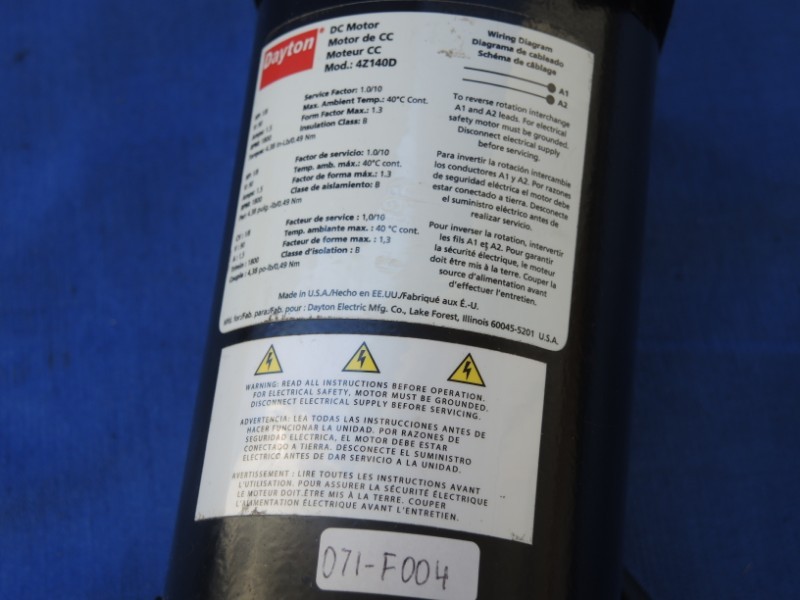 Dayton
DC Motor
Motor de CC
Moteur CC
Mod.: 4Z140D
Wiring Diagram
Diagrama de cableado
Schéma de câblage
A1
A2
Service Factor: 1.0/10
Max. Ambient Temp.: 40°C Cont.
Form Factor Max.: 1.3
Insulation Class: B
Factor de servicio: 1.0/10
Temp. amb. máx.: 40°C cont.
Factor de forma máx.: 1.3
Clase de aislamiento: B
Facteur de service : 1,0/10
Temp. ambiante max. : 40 °C cont.
Facteur de forme max. : 1,3
Classe d'isolation : B
To reverse rotation interchange
A1 and A2 leads. For electrical
safety motor must be grounded.
Disconnect electrical supply
before servicing.
Para invertir la rotación intercambie
los conductores A1 y A2. Por razones
de seguridad eléctrica el motor debe
estar conectado a tierra. Desconecte
el suministro eléctrico antes de
realizar servicio.
Pour inverser la rotation, intervertir
les fils A1 et A2. Pour garantir
la sécurité électrique, le moteur
doit être mis à la terre. Couper la
source d'alimentation avant
d'effectuer l'entretien.
Made in U.S.A./Hecho en EE.UU./Fabriqué aux É.-U.
for/Fab. para/Fab. pour : Dayton Electric Mfg. Co., Lake Forest, Illinois 60045-5201 U.S.A.
WARNING: READ ALL INSTRUCTIONS BEFORE OPERATION.
FOR ELECTRICAL SAFETY, MOTOR MUST BE GROUNDED.
DISCONNECT ELECTRICAL SUPPLY BEFORE SERVICING.
ADVERTENCIA: LEA TODAS LAS INSTRUCCIONES ANTES DE
HACER FUNCIONAR LA UNIDAD. POR RAZONES DE
SEGURIDAD ELÉCTRICA, EL MOTOR DEBE ESTAR
CONECTADO A TIERRA. DESCONECTE EL SUMINISTRO
ELÉCTRICO ANTES DE DAR SERVICIO A LA UNIDAD.
AVERTISSEMENT : LIRE TOUTES LES INSTRUCTIONS AVANT
L'UTILISATION. POUR ASSURER LA SÉCURITÉ ÉLECTRIQUE
LE MOTEUR DOIT ÊTRE MIS À LA TERRE. COUPER
L'ALIMENTATION ÉLECTRIQUE AVANT L'ENTRETIEN.
071-F004